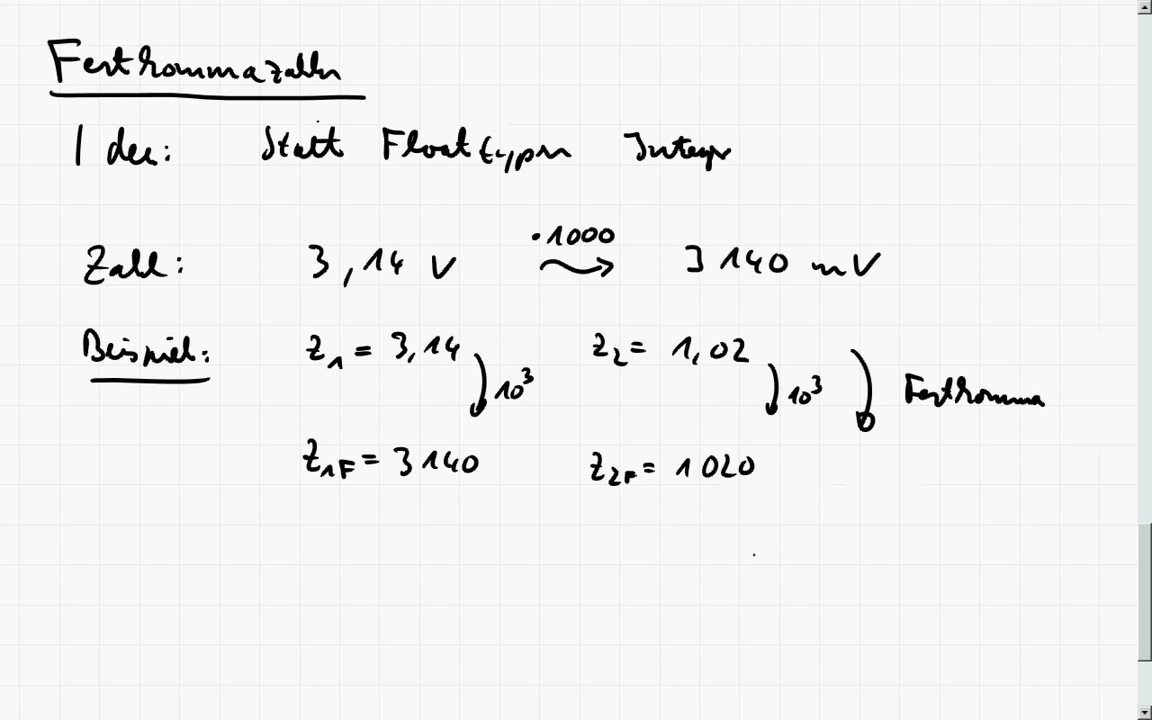 Festkommazahlen
Idee: Statt Floattypen Integer
Zahl: 3,14 V ·1000 3140 mV
Beispiel: z₁ = 3,14 z₂ = 1,02
10³ 10³ Festkomma
z₁F = 3140 z₂F = 1020